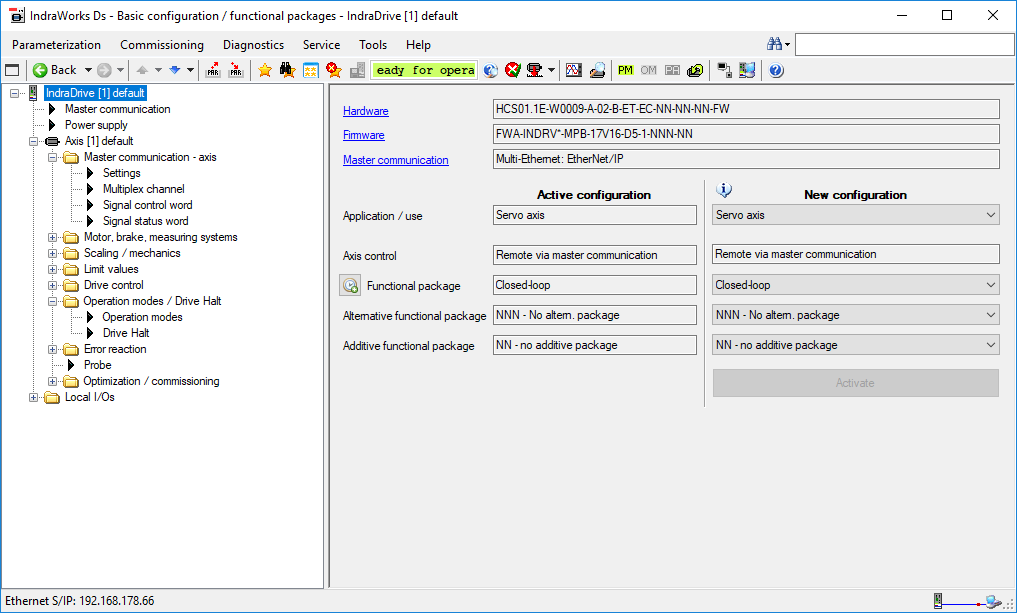 IndraWorks Ds - Basic configuration / functional packages - IndraDrive [1] default
Parameterization Commissioning Diagnostics Service Tools Help
Back PAR PAR eady for opera PM OM
IndraDrive [1] default
Master communication
Power supply
Axis [1] default
Master communication - axis
Settings
Multiplex channel
Signal control word
Signal status word
Motor, brake, measuring systems
Scaling / mechanics
Limit values
Drive control
Operation modes / Drive Halt
Operation modes
Drive Halt
Error reaction
Probe
Optimization / commissioning
Local I/Os
Hardware HCS01.1E-W0009-A-02-B-ET-EC-NN-NN-NN-FW
Firmware FWA-INDRV*-MPB-17V16-D5-1-NNN-NN
Master communication Multi-Ethernet: EtherNet/IP
Active configuration New configuration
Application / use Servo axis Servo axis
Axis control Remote via master communication Remote via master communication
Functional package Closed-loop Closed-loop
Alternative functional package NNN - No altern. package NNN - No altern. package
Additive functional package NN - no additive package NN - no additive package
Activate
Ethernet S/IP: 192.168.178.66